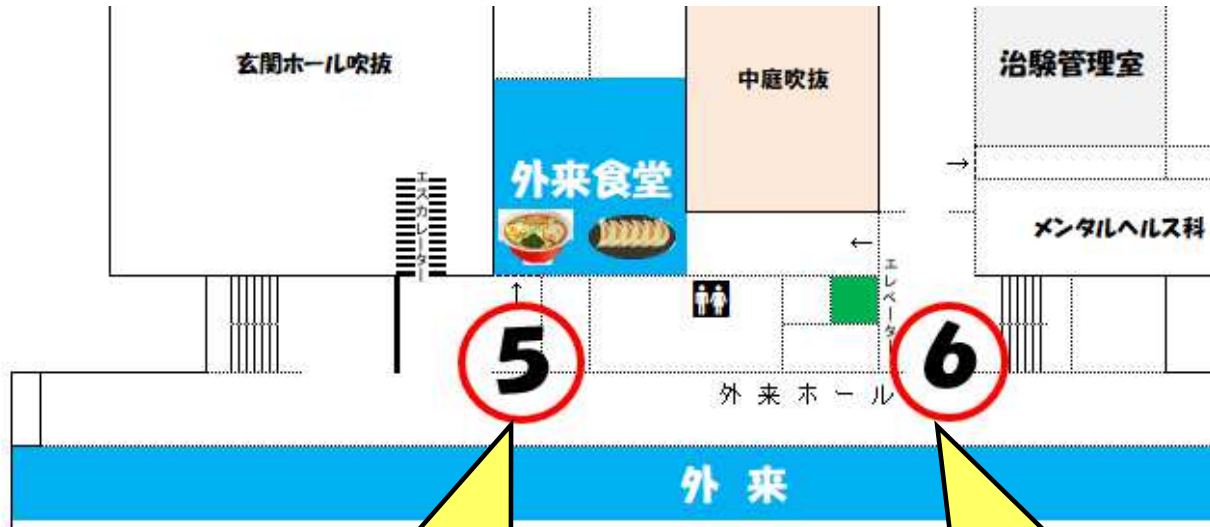 玄関ホール吹抜
中庭吹抜
治験管理室
外来食堂
エスカレーター
→
メンタルヘルス科
←
エレベーター
↑
5
6
外来ホール
外来